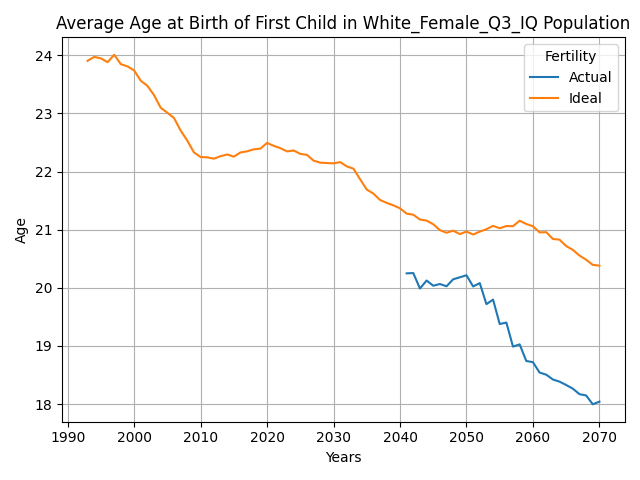 Average Age at Birth of First Child in White_Female_Q3_IQ Population
Fertility
Actual
Ideal
24
23
22
21
20
19
18
Age
1990
2000
2010
2020
2030
2040
2050
2060
2070
Years